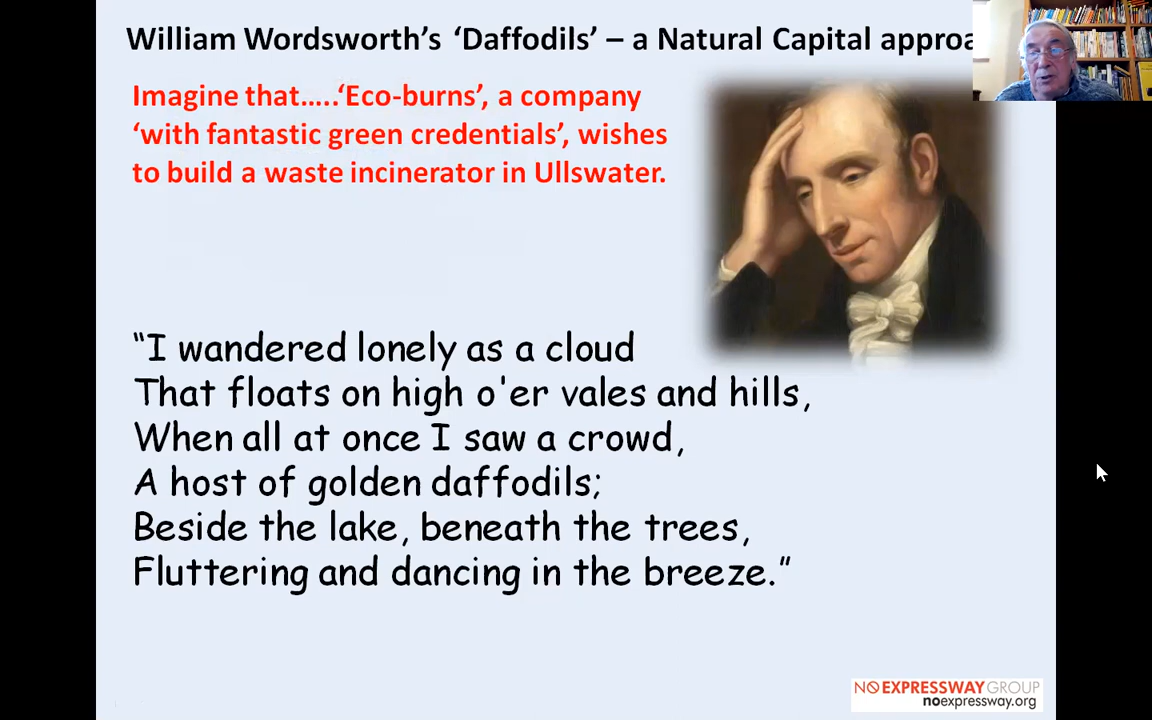 William Wordsworth's 'Daffodils' – a Natural Capital approa
Imagine that.....'Eco-burns', a company
'with fantastic green credentials', wishes
to build a waste incinerator in Ullswater.
"I wandered lonely as a cloud
That floats on high o'er vales and hills,
When all at once I saw a crowd,
A host of golden daffodils;
Beside the lake, beneath the trees,
Fluttering and dancing in the breeze."
NO EXPRESSWAY GROUP
noexpressway.org